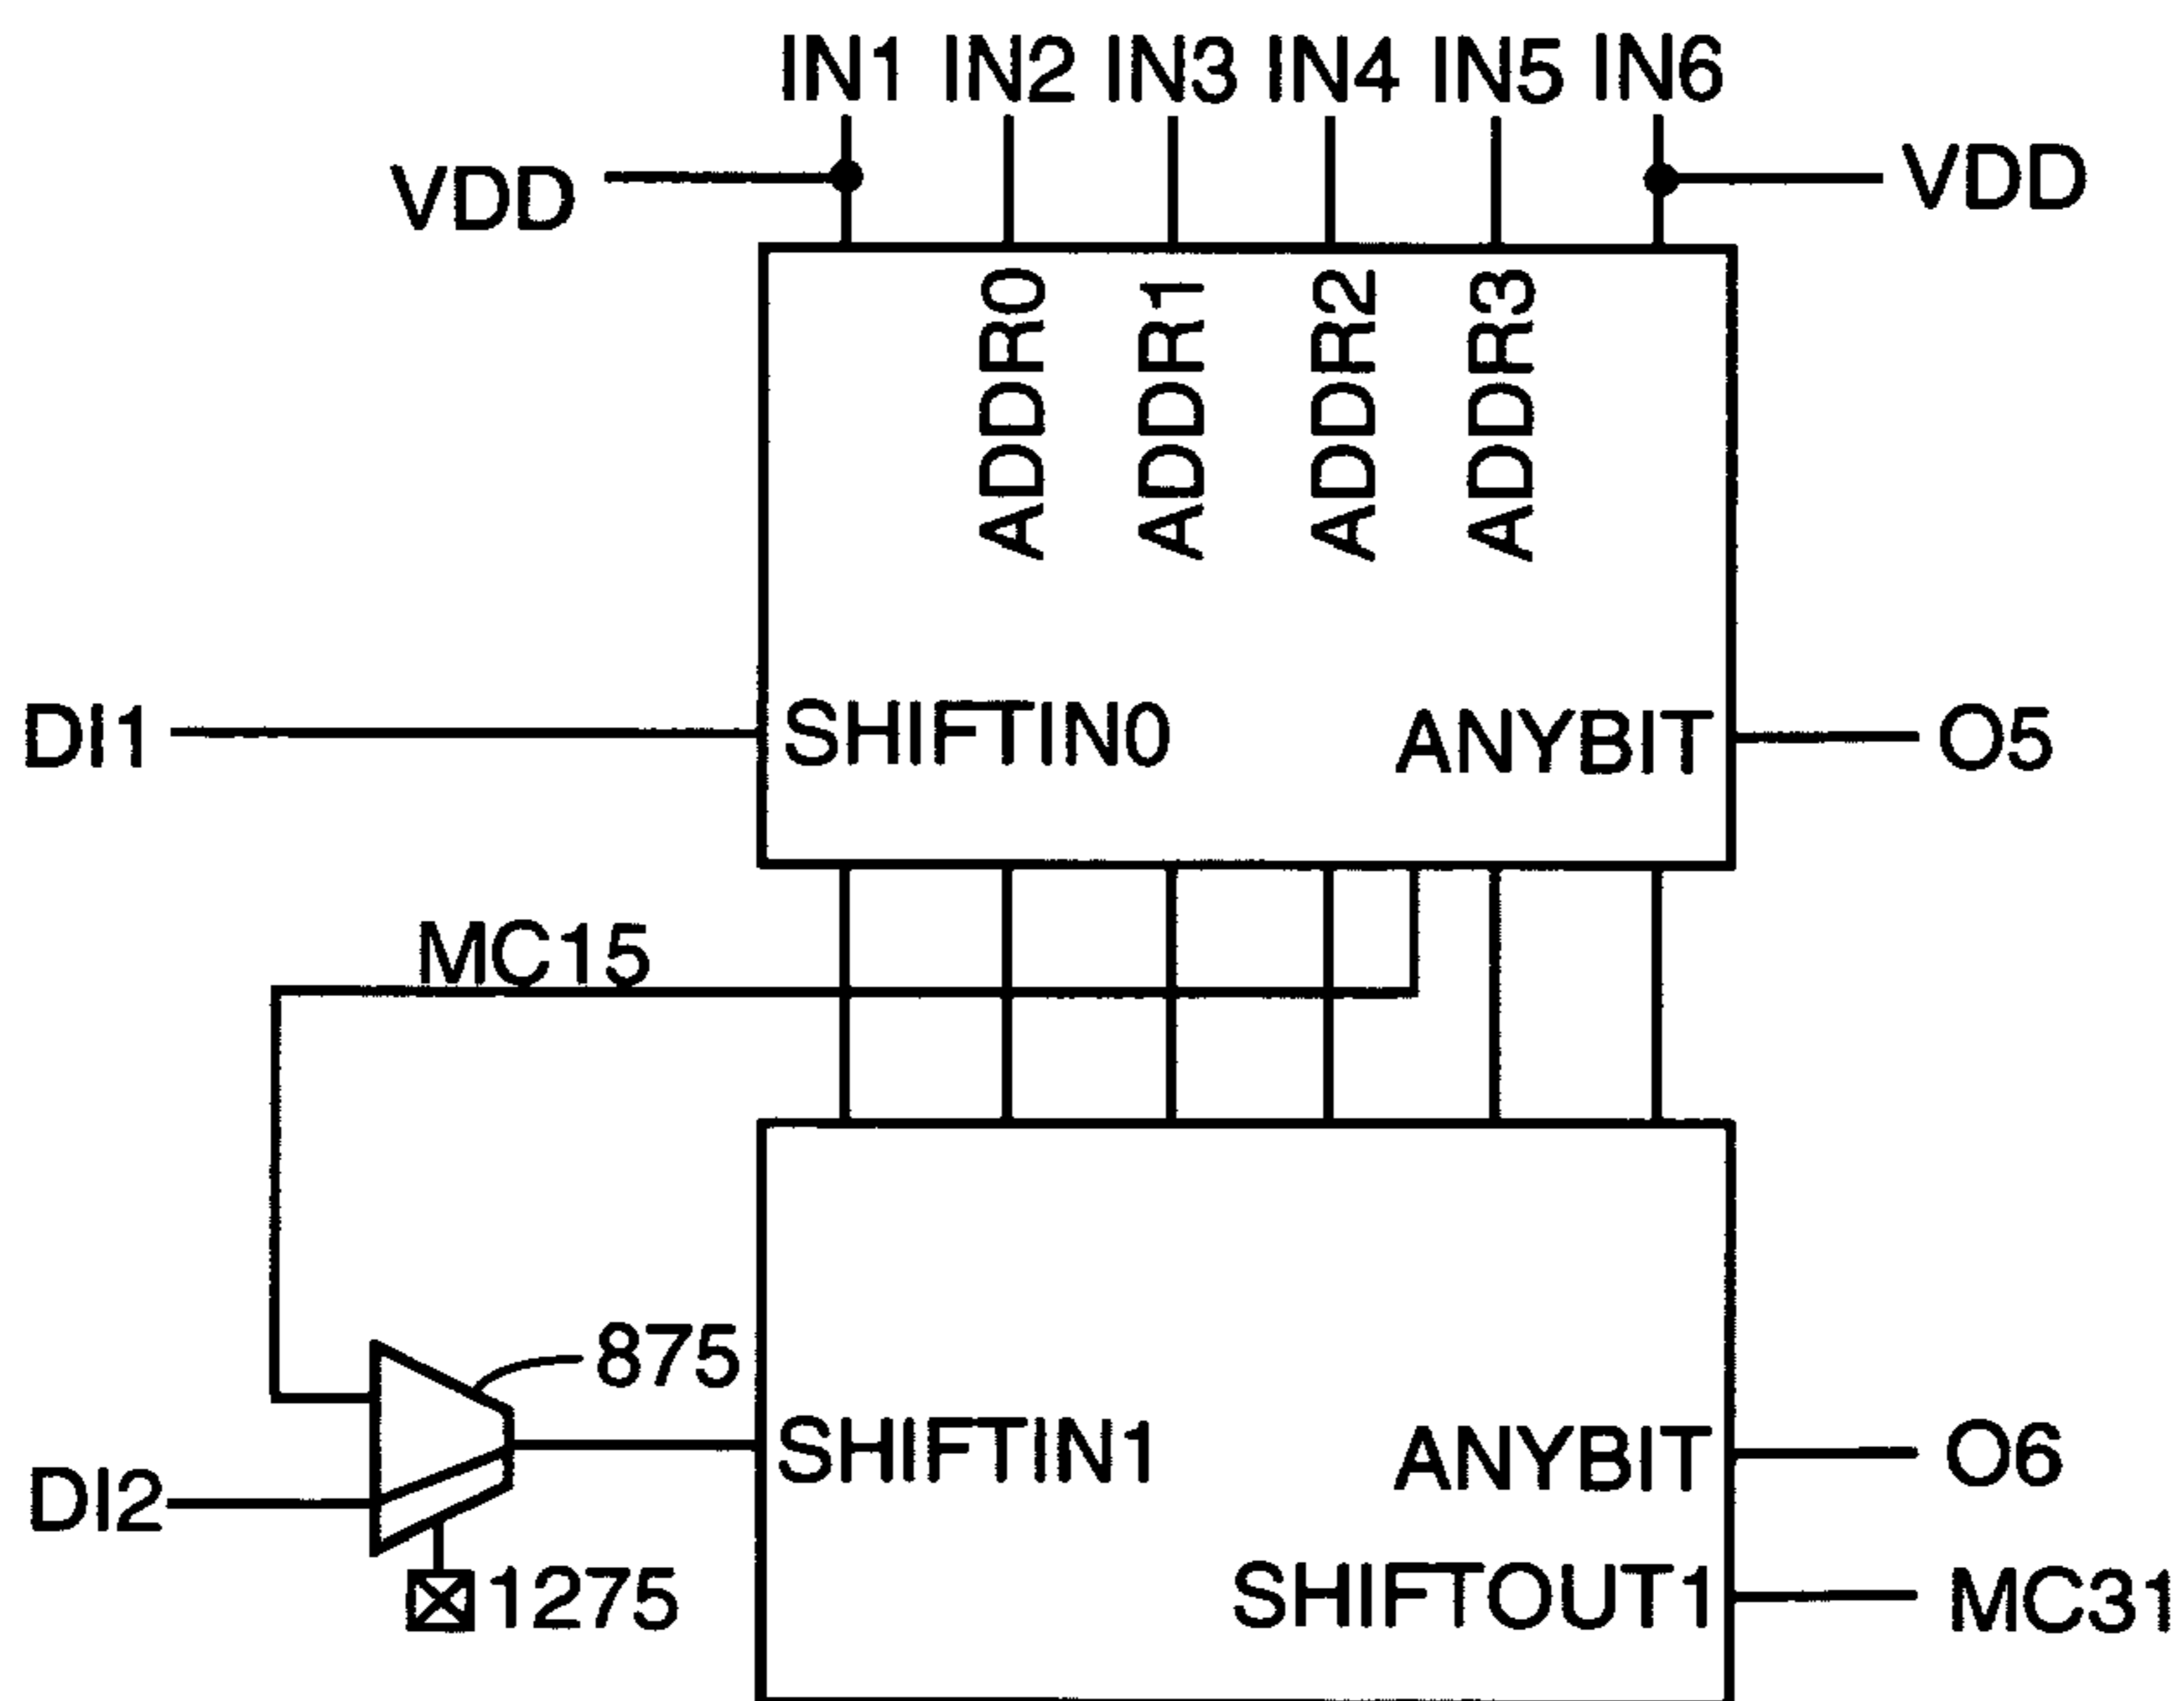 IN1 IN2 IN3 IN4 IN5 IN6
VDD VDD
ADDR0 ADDR1 ADDR2 ADDR3
DI1 SHIFTIN0 ANYBIT O5
MC15
875
DI2 SHIFTIN1 ANYBIT O6
1275 SHIFTOUT1 MC31